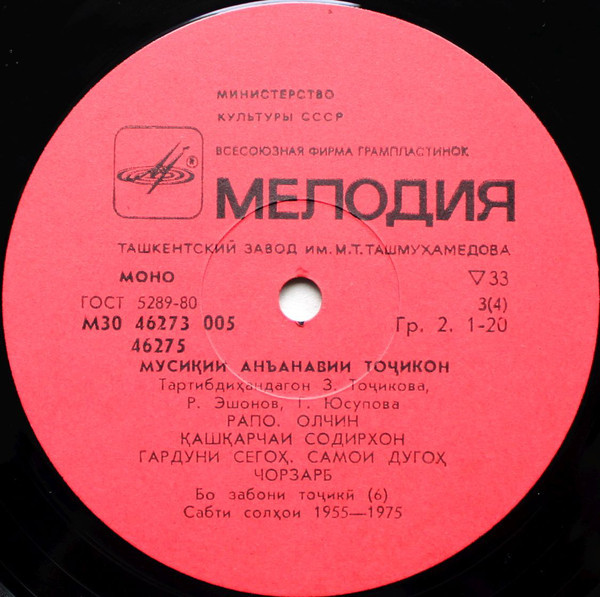 МИНИСТЕРСТВО
КУЛЬТУРЫ СССР
ВСЕСОЮЗНАЯ ФИРМА ГРАМПЛАСТИНОК
®
МЕЛОДИЯ
ТАШКЕНТСКИЙ ЗАВОД ИМ. М.Т. ТАШМУХАМЕДОВА
МОНО ▽33
ГОСТ 5289-80 3(4)
М30 46273 005 Гр. 2. 1-20
46275
МУСИҚИИ АНЪАНАВИИ ТОҶИКОН
Тартибдиҳандагон З. Тоҷикова,
Р. Эшонов, Г. Юсупова
РАПО. ОЛЧИН
ҚАШҚАРЧАИ СОДИРХОН
ГАРДУНИ СЕГОҲ. САМОИ ДУГОҲ
ЧОРЗАРБ
Бо забони тоҷикӣ (6)
Сабти солҳои 1955—1975